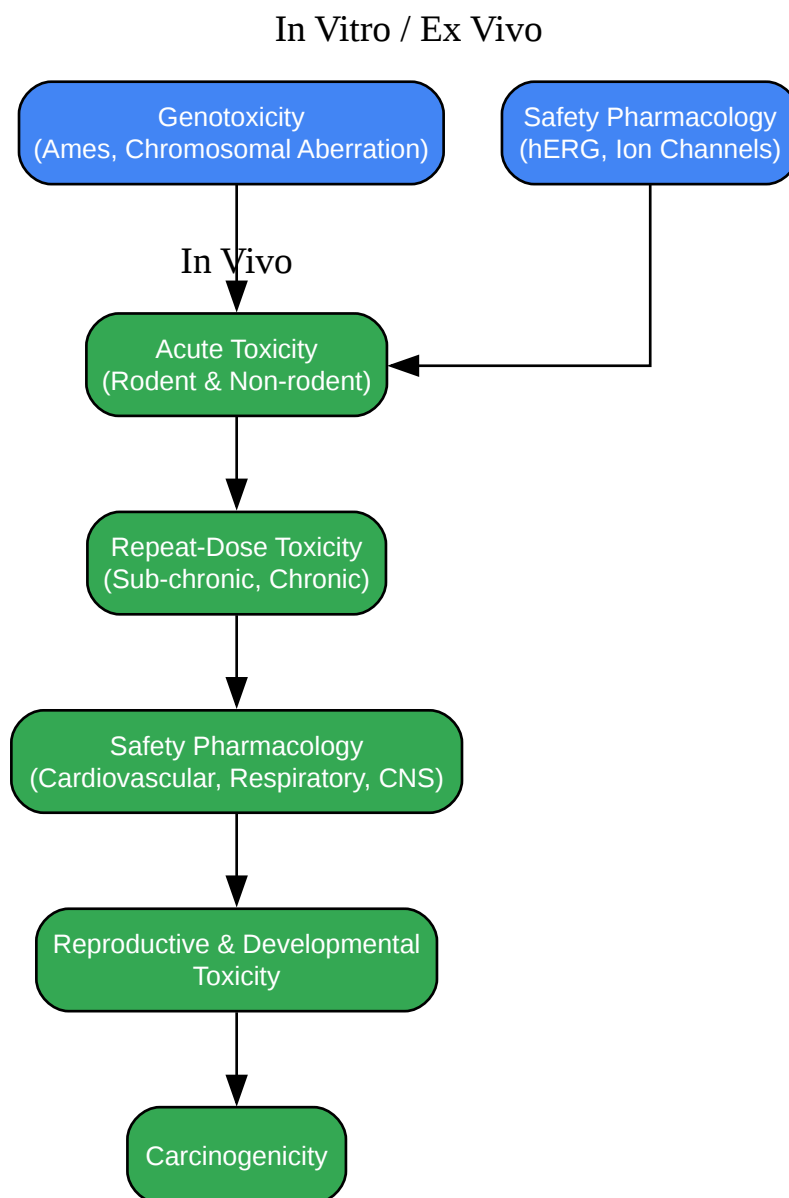 In Vitro / Ex Vivo
Genotoxicity
(Ames, Chromosomal Aberration)
Safety Pharmacology
(hERG, Ion Channels)
In Vivo
Acute Toxicity
(Rodent & Non-rodent)
Repeat-Dose Toxicity
(Sub-chronic, Chronic)
Safety Pharmacology
(Cardiovascular, Respiratory, CNS)
Reproductive & Developmental
Toxicity
Carcinogenicity